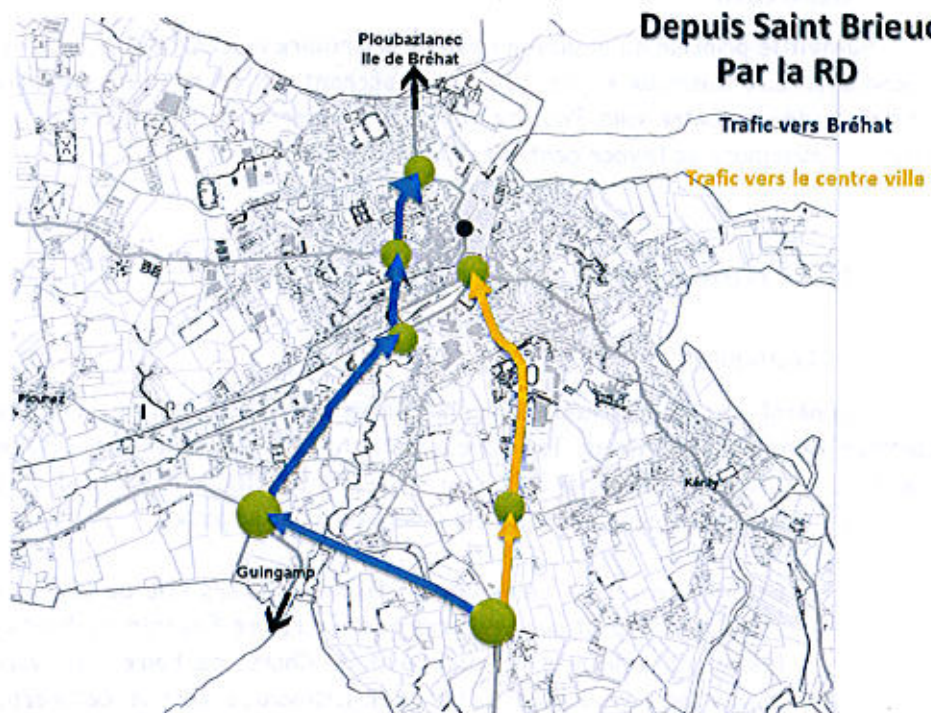 Depuis Saint Brieuc
Par la RD
Ploubazlanec
Ile de Bréhat
Trafic vers Bréhat
Trafic vers le centre ville
Plourez
Kérity
Guingamp